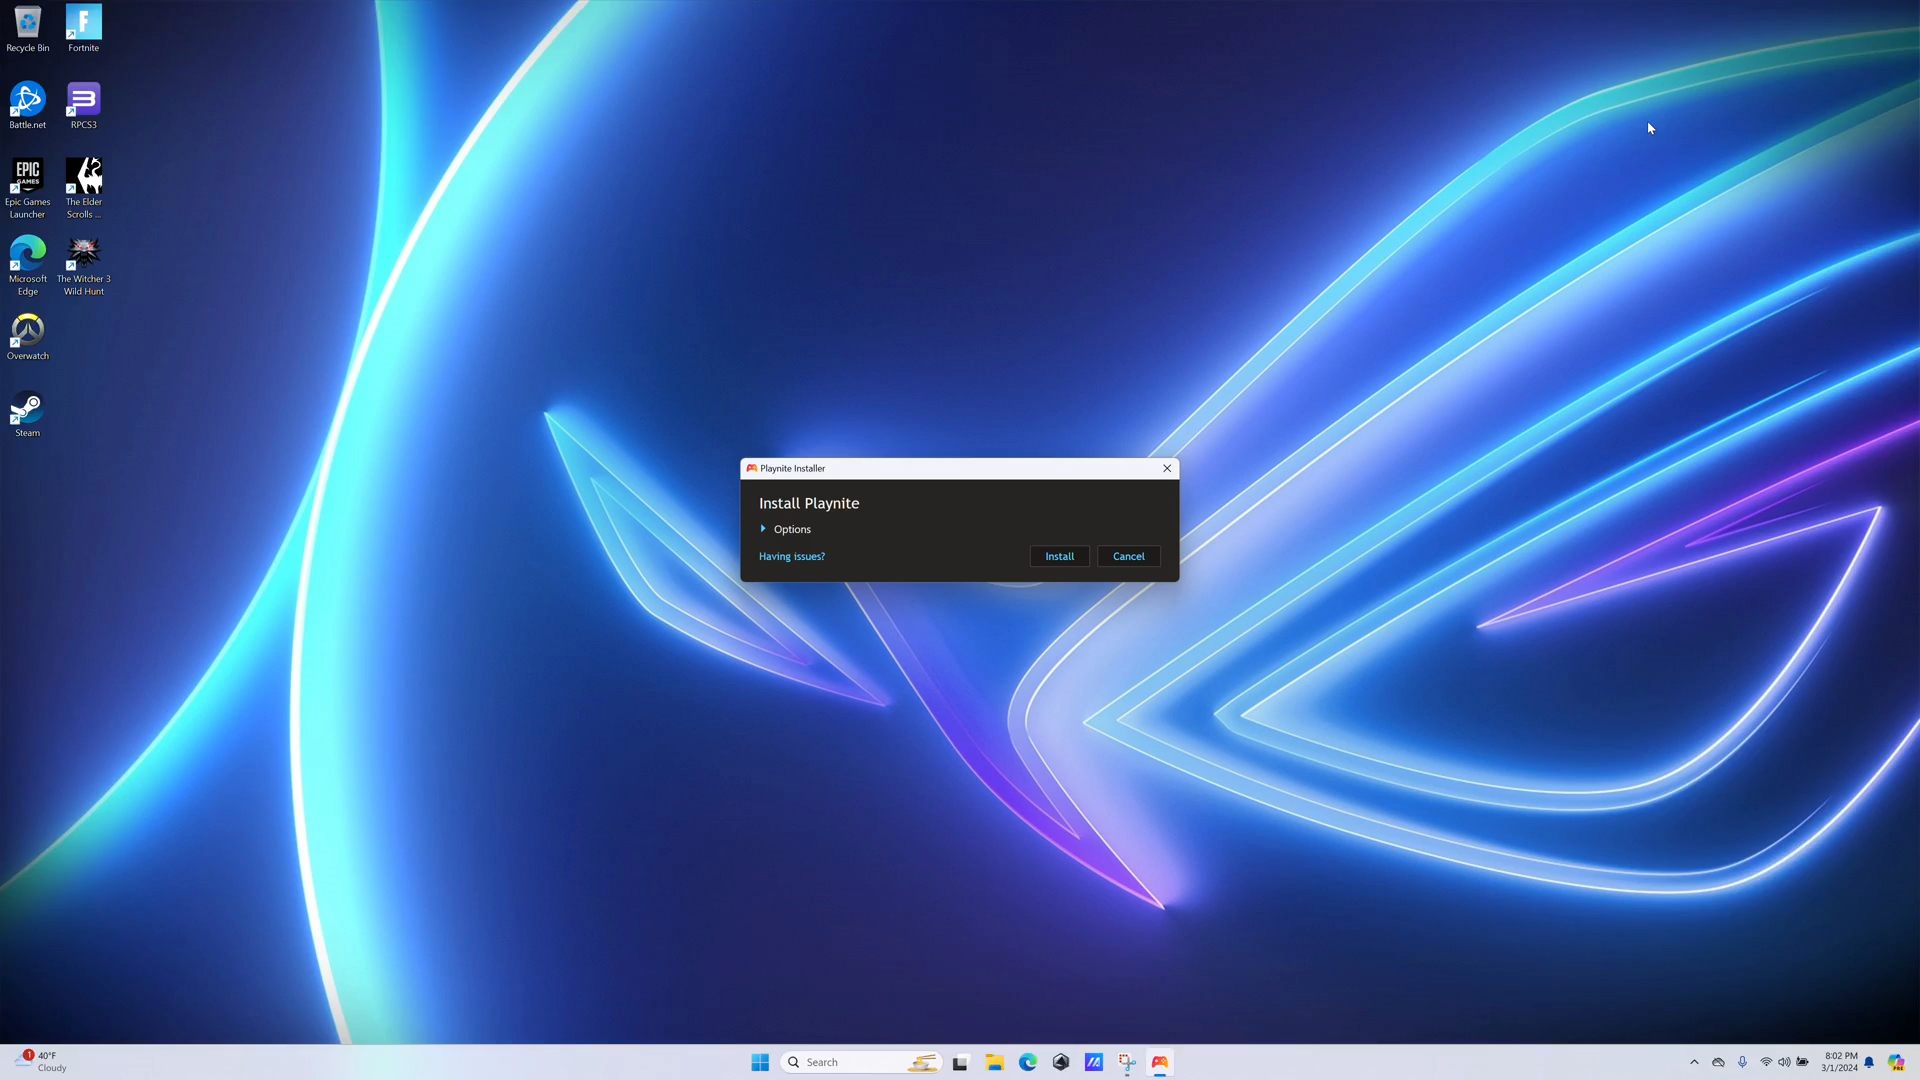 Recycle Bin
Fortnite
Battle.net
RPCS3
EPIC
GAMES
Epic Games
Launcher
The Elder
Scrolls ...
Microsoft
Edge
The Witcher 3
Wild Hunt
Overwatch
Steam
Playnite Installer
Install Playnite
Options
Having issues?
Install
Cancel
1
40°F
Cloudy
Search
8:02 PM
3/1/2024
PRE